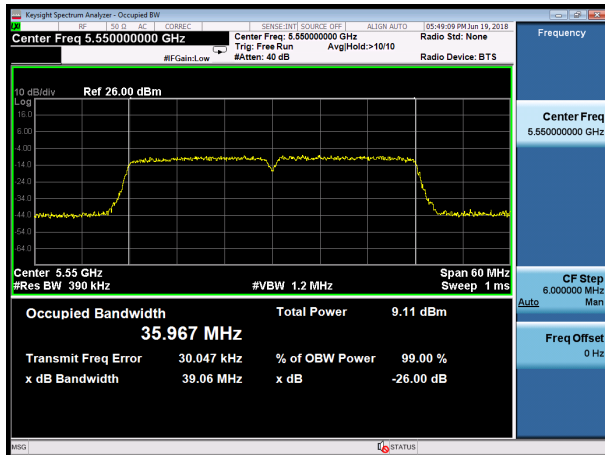 Keysight Spectrum Analyzer - Occupied BW
LXI RF 50 Ω AC CORREC SENSE:INT SOURCE OFF ALIGN AUTO 05:49:09 PM Jun 19, 2018
Center Freq 5.550000000 GHz
Center Freq: 5.550000000 GHz
Radio Std: None
Trig: Free Run Avg|Hold:>10/10
#IFGain:Low #Atten: 40 dB Radio Device: BTS
10 dB/div Ref 26.00 dBm
Log
16.0
6.00
-4.00
-14.0
-24.0
-34.0
-44.0
-54.0
-64.0
Center 5.55 GHz Span 60 MHz
#Res BW 390 kHz #VBW 1.2 MHz Sweep 1 ms
Occupied Bandwidth Total Power 9.11 dBm
35.967 MHz
Transmit Freq Error 30.047 kHz % of OBW Power 99.00 %
x dB Bandwidth 39.06 MHz x dB -26.00 dB
MSG STATUS
Frequency
Center Freq
5.550000000 GHz
CF Step
6.000000 MHz
Auto Man
Freq Offset
0 Hz